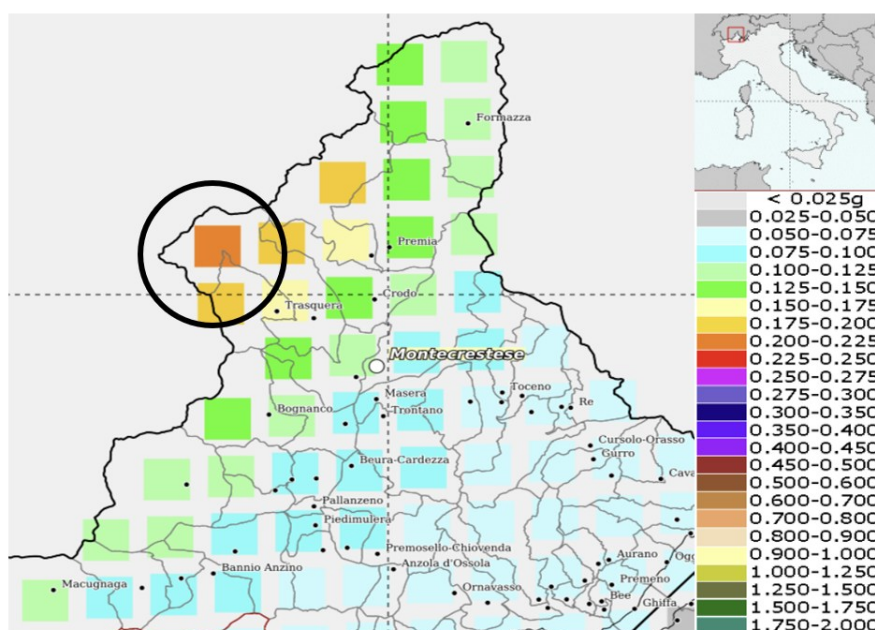 Formazza
Premia
Crodo
Trasquera
Montecrestese
Masera
Toceno
Trontano
Re
Bognanco
Cursolo-Orasso
Gurro
Beura-Cardezza
Cava
Pallanzeno
Piedimulera
Premosello-Chiovenda
Aurano
Ogg
Bannio Anzino
Anzola d'Ossola
Macugnaga
Premeno
Ornavasso
Bee
Ghiffa
< 0.025g
0.025-0.050
0.050-0.075
0.075-0.100
0.100-0.125
0.125-0.150
0.150-0.175
0.175-0.200
0.200-0.225
0.225-0.250
0.250-0.275
0.275-0.300
0.300-0.350
0.350-0.400
0.400-0.450
0.450-0.500
0.500-0.600
0.600-0.700
0.700-0.800
0.800-0.900
0.900-1.000
1.000-1.250
1.250-1.500
1.500-1.750
1.750-2.000